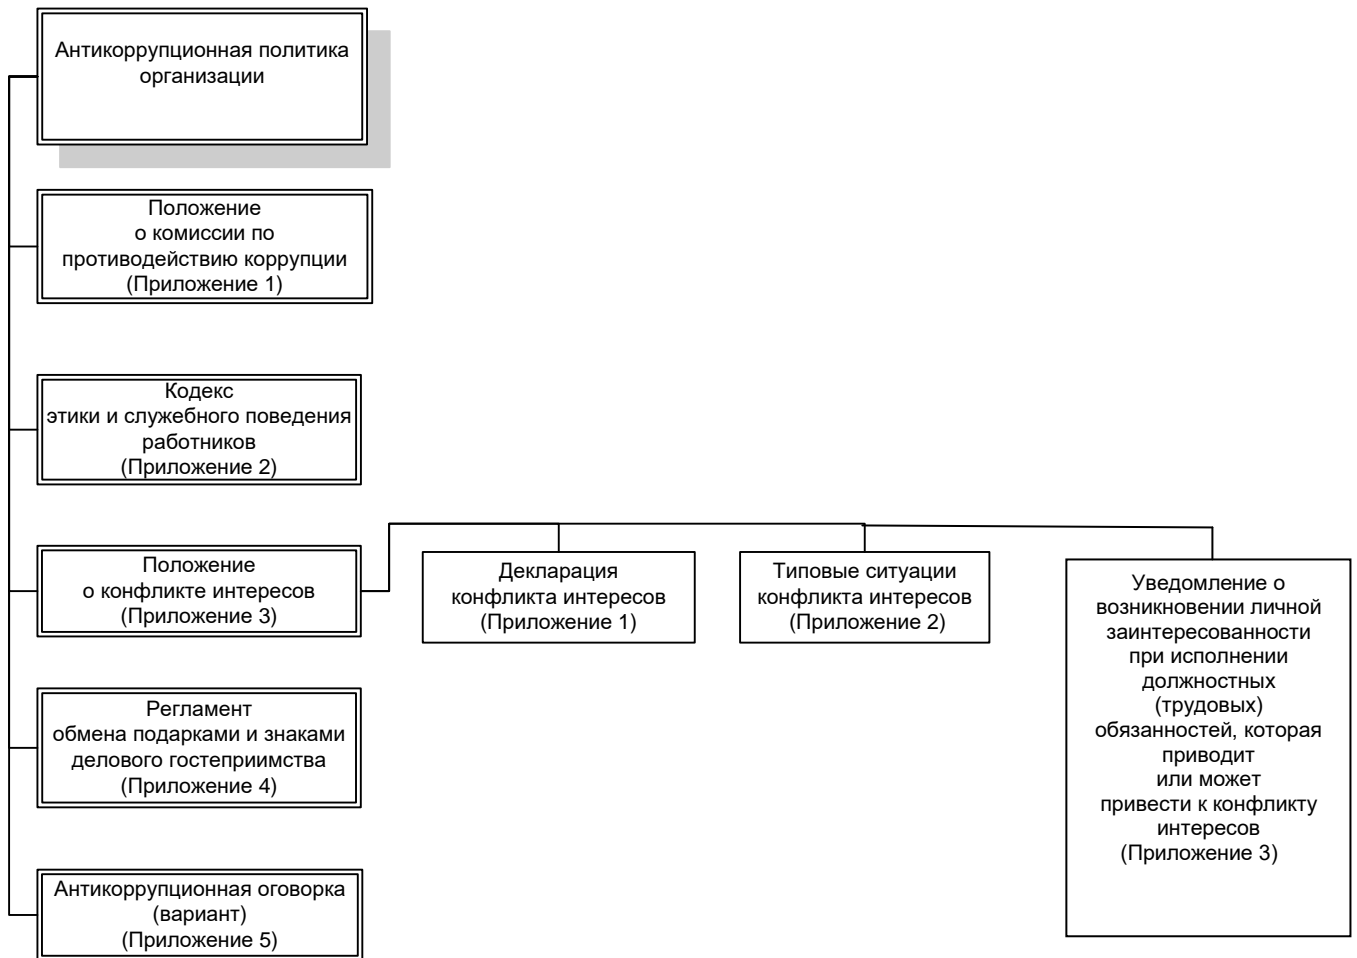 Антикоррупционная политика
организации
Положение
о комиссии по
противодействию коррупции
(Приложение 1)
Кодекс
этики и служебного поведения
работников
(Приложение 2)
Положение
о конфликте интересов
(Приложение 3)
Декларация
конфликта интересов
(Приложение 1)
Типовые ситуации
конфликта интересов
(Приложение 2)
Уведомление о
возникновении личной
заинтересованности
при исполнении
должностных
(трудовых)
обязанностей, которая
приводит
или может
привести к конфликту
интересов
(Приложение 3)
Регламент
обмена подарками и знаками
делового гостеприимства
(Приложение 4)
Антикоррупционная оговорка
(вариант)
(Приложение 5)